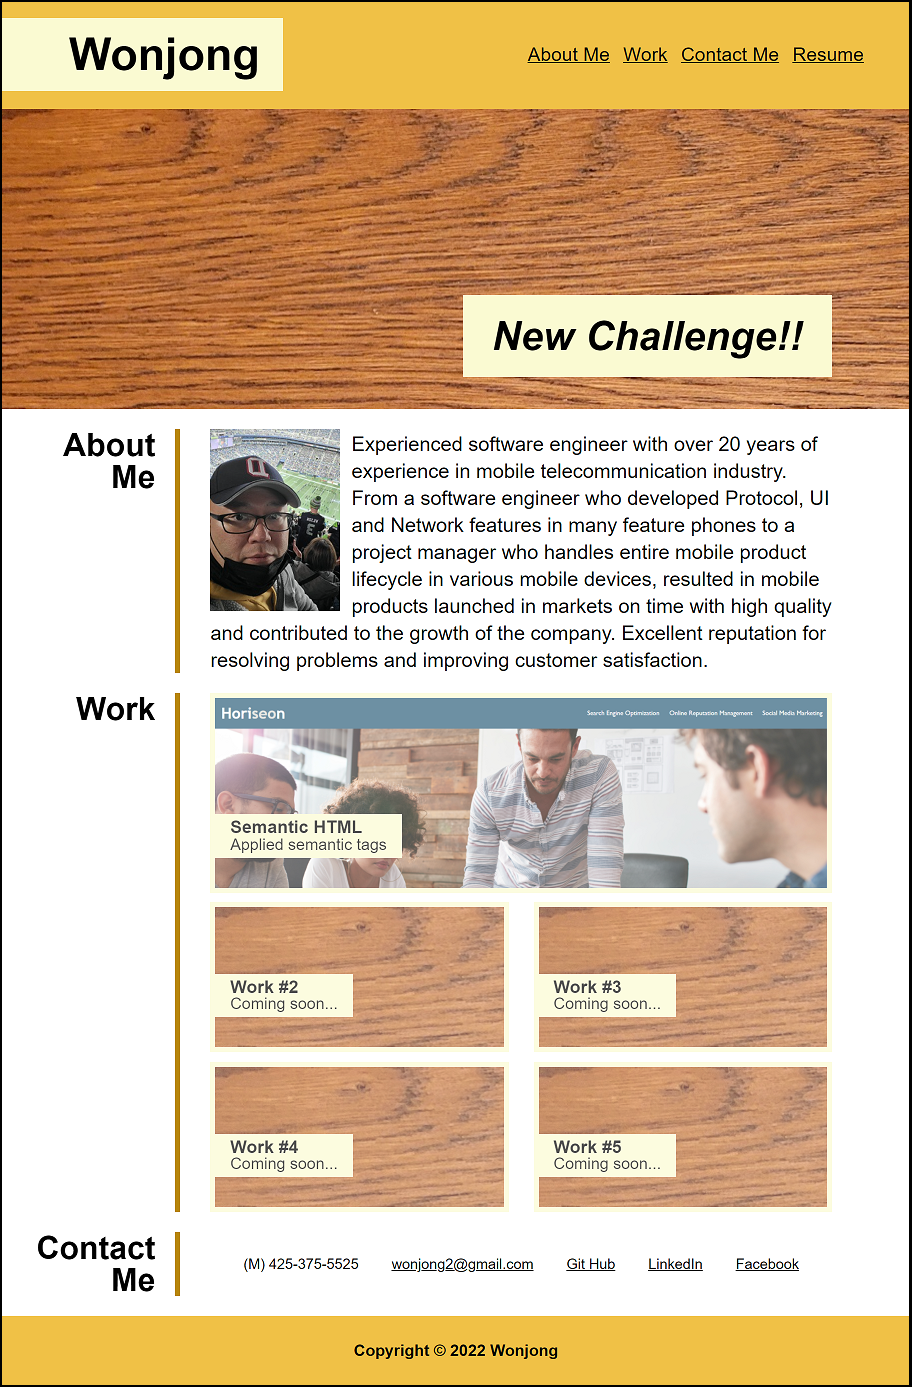 Wonjong
About Me Work Contact Me Resume
New Challenge!!
About
Me
Experienced software engineer with over 20 years of
experience in mobile telecommunication industry.
From a software engineer who developed Protocol, UI
and Network features in many feature phones to a
project manager who handles entire mobile product
lifecycle in various mobile devices, resulted in mobile
products launched in markets on time with high quality
and contributed to the growth of the company. Excellent reputation for
resolving problems and improving customer satisfaction.
Work
Horiseon
Search Engine Optimization Online Reputation Management Social Media Marketing
Semantic HTML
Applied semantic tags
Work #2
Coming soon...
Work #3
Coming soon...
Work #4
Coming soon...
Work #5
Coming soon...
Contact
Me
(M) 425-375-5525 wonjong2@gmail.com Git Hub LinkedIn Facebook
Copyright © 2022 Wonjong